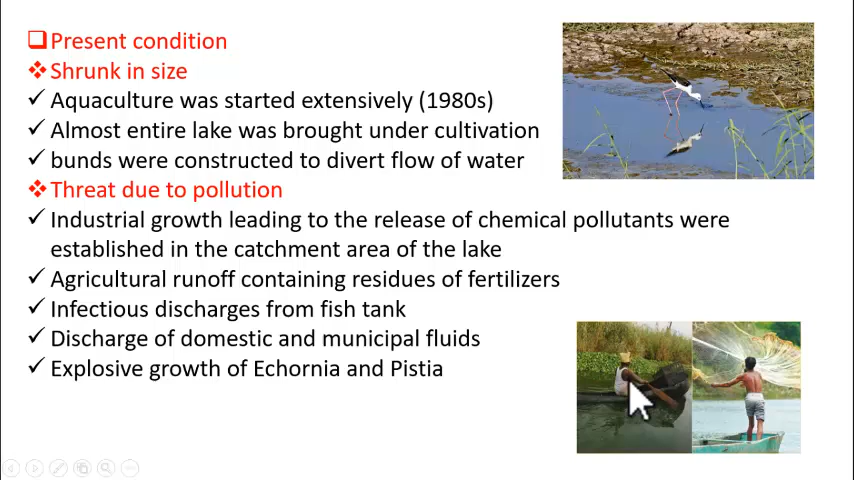 Present condition
Shrunk in size
Aquaculture was started extensively (1980s)
Almost entire lake was brought under cultivation
bunds were constructed to divert flow of water
Threat due to pollution
Industrial growth leading to the release of chemical pollutants were
established in the catchment area of the lake
Agricultural runoff containing residues of fertilizers
Infectious discharges from fish tank
Discharge of domestic and municipal fluids
Explosive growth of Echornia and Pistia